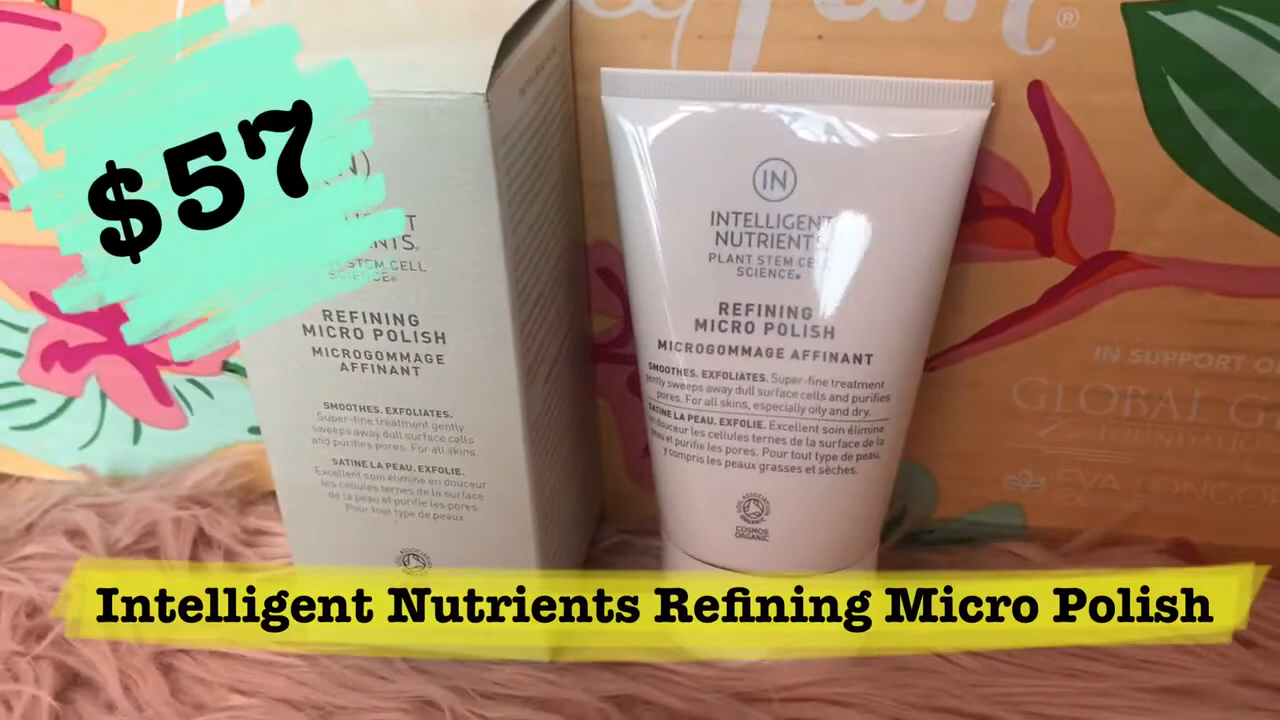 $57
INTELLIGENT
NUTRIENTS
PLANT STEM CELL
SCIENCE
REFINING
MICRO POLISH
MICROGOMMAGE AFFINANT
SMOOTHES. EXFOLIATES. Super-fine treatment
gently sweeps away dull surface cells and purifies
pores. For all skins, especially oily and dry.
SATINE LA PEAU. EXFOLIE. Excellent soin élimine
en douceur les cellules ternes de la surface de la
peau et purifie les pores. Pour tout type de peau,
y compris les peaux grasses et sèches.
SOIL ASSOCIATION
ORGANIC
COSMOS
ORGANIC
IN
STEM CELL
REFINING
MICRO POLISH
MICROGOMMAGE
AFFINANT
SMOOTHES. EXFOLIATES.
Super-fine treatment gently
sweeps away dull surface cells
and purifies pores. For all skins.
SATINE LA PEAU. EXFOLIE.
Excellent soin élimine en douceur
les cellules ternes de la surface
de la peau et purifie les pores.
Pour tout type de peaux
IN SUPPORT
GLOBAL
Intelligent Nutrients Refining Micro Polish